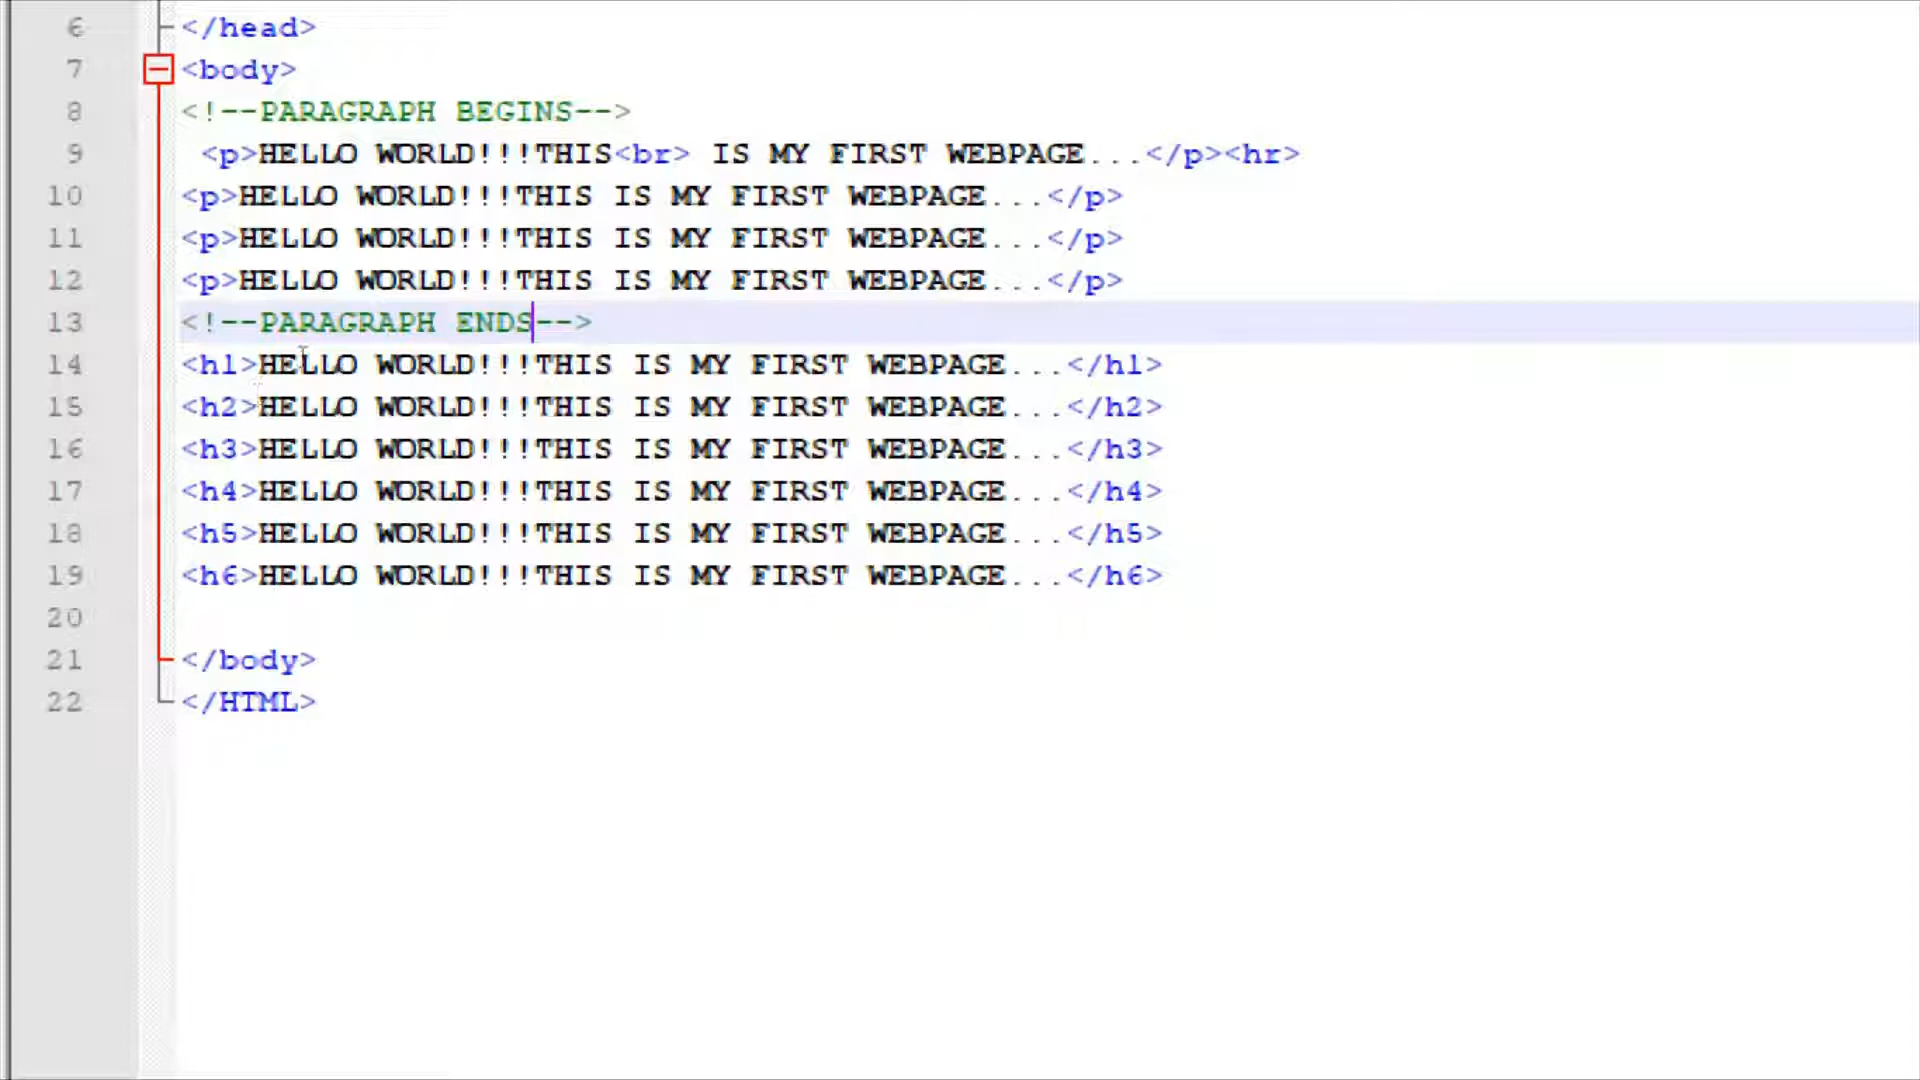 6 </head>
7 <body>
8 <!--PARAGRAPH BEGINS-->
9 <p>HELLO WORLD!!!THIS<br> IS MY FIRST WEBPAGE...</p><hr>
10 <p>HELLO WORLD!!!THIS IS MY FIRST WEBPAGE...</p>
11 <p>HELLO WORLD!!!THIS IS MY FIRST WEBPAGE...</p>
12 <p>HELLO WORLD!!!THIS IS MY FIRST WEBPAGE...</p>
13 <!--PARAGRAPH ENDS-->
14 <h1>HELLO WORLD!!!THIS IS MY FIRST WEBPAGE...</h1>
15 <h2>HELLO WORLD!!!THIS IS MY FIRST WEBPAGE...</h2>
16 <h3>HELLO WORLD!!!THIS IS MY FIRST WEBPAGE...</h3>
17 <h4>HELLO WORLD!!!THIS IS MY FIRST WEBPAGE...</h4>
18 <h5>HELLO WORLD!!!THIS IS MY FIRST WEBPAGE...</h5>
19 <h6>HELLO WORLD!!!THIS IS MY FIRST WEBPAGE...</h6>
20
21 </body>
22 </HTML>